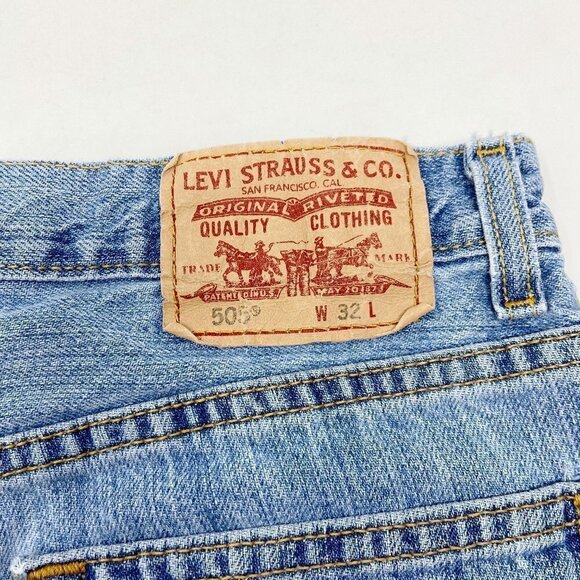 LEVI STRAUSS & CO.
SAN FRANCISCO, CAL
ORIGINAL RIVETED
QUALITY CLOTHING
TRADE MARK
505® W 32 L